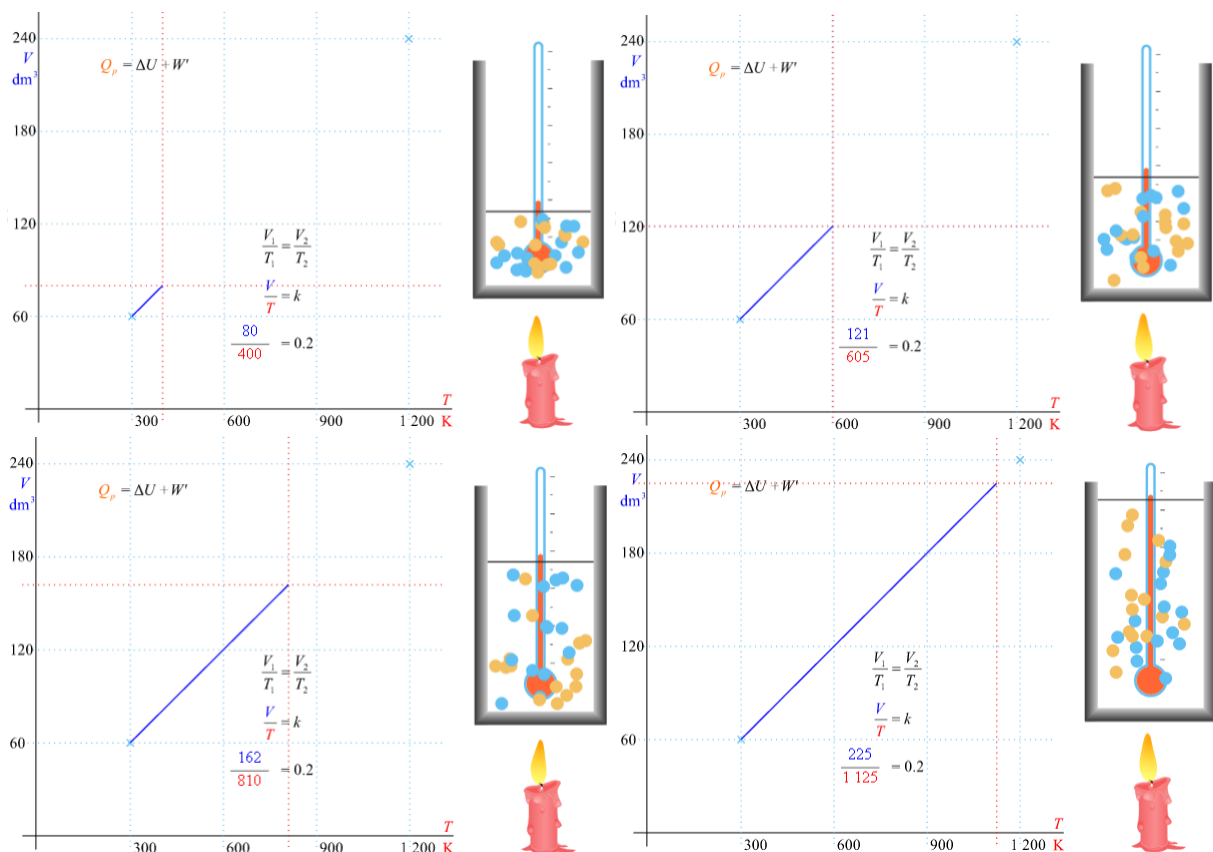 240
V
dm³
Q_p = ΔU + W'
180
120
V₁/T₁ = V₂/T₂
V/T = k
60
80/400 = 0.2
T
300 600 900 1 200 K
240
V
dm³
Q_p = ΔU + W'
180
120
V₁/T₁ = V₂/T₂
V/T = k
60
121/605 = 0.2
T
300 600 900 1 200 K
240
V
dm³
Q_p = ΔU + W'
180
120
V₁/T₁ = V₂/T₂
V/T = k
60
162/810 = 0.2
T
300 600 900 1 200 K
240
V
dm³
Q_p = ΔU + W'
180
120
V₁/T₁ = V₂/T₂
V/T = k
60
225/1 125 = 0.2
T
300 600 900 1 200 K